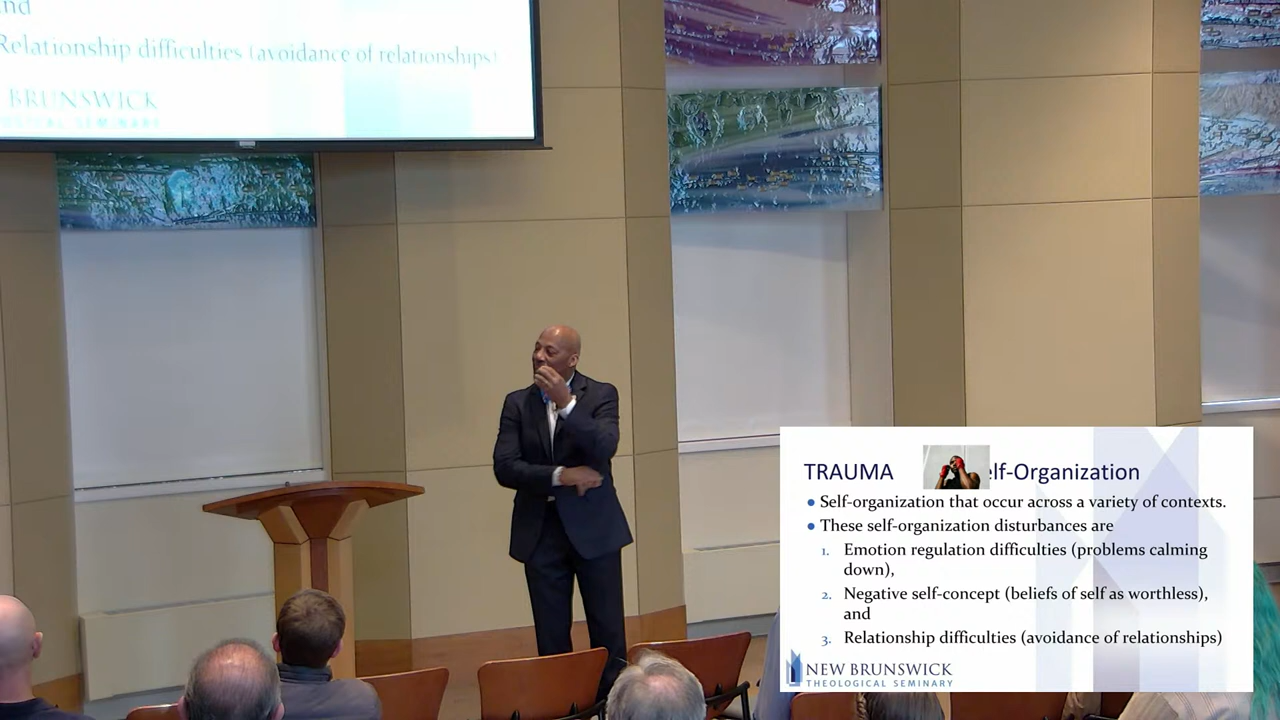 nd
Relationship difficulties (avoidance of relationships)
BRUNSWICK
SEMINARY
TRAUMA elf-Organization
• Self-organization that occur across a variety of contexts.
• These self-organization disturbances are
1. Emotion regulation difficulties (problems calming
down),
2. Negative self-concept (beliefs of self as worthless),
and
3. Relationship difficulties (avoidance of relationships)
NEW BRUNSWICK
THEOLOGICAL SEMINARY